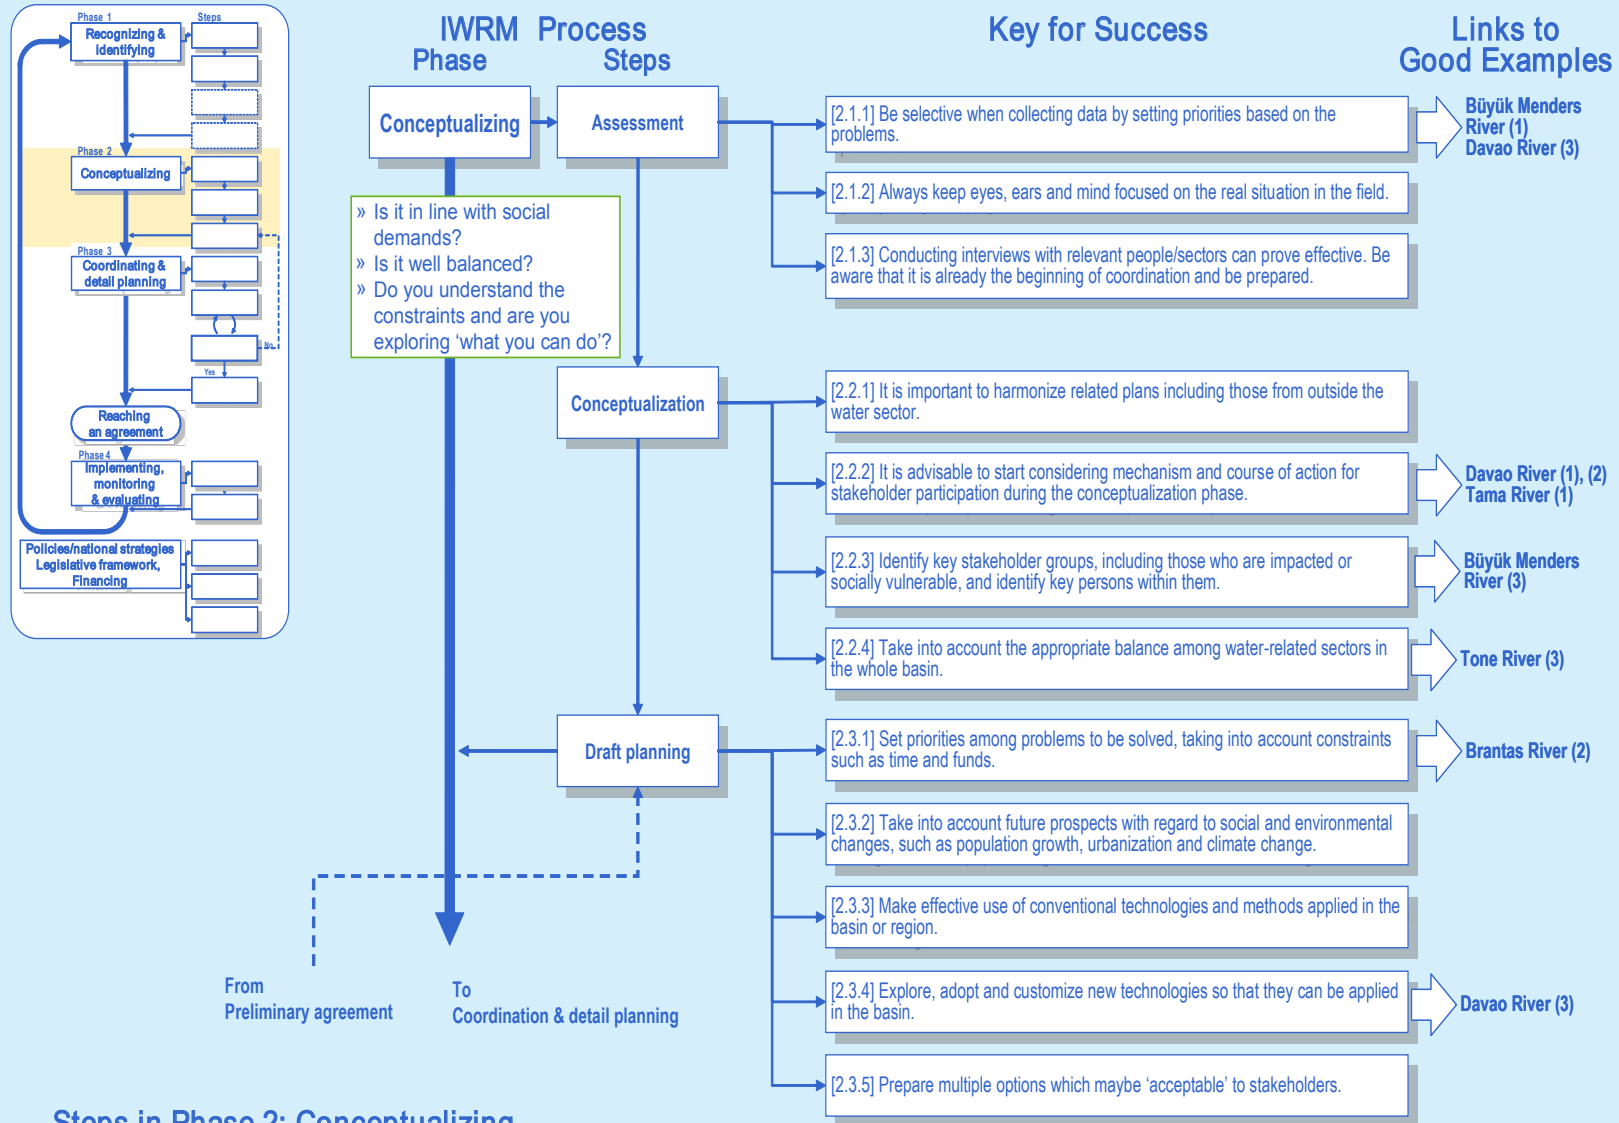 Phase 1
Steps
Recognizing &
identifying
Phase 2
Conceptualizing
Phase 3
Coordinating &
detail planning
No
Yes
Reaching
an agreement
Phase 4
Implementing,
monitoring
& evaluating
Policies/national strategies
Legislative framework,
Financing
IWRM Process
Phase
Steps
Key for Success
Links to
Good Examples
Conceptualizing
» Is it in line with social
demands?
» Is it well balanced?
» Do you understand the
constraints and are you
exploring ‘what you can do’?
Assessment
[2.1.1] Be selective when collecting data by setting priorities based on the
problems.
Büyük Menders
River (1)
Davao River (3)
[2.1.2] Always keep eyes, ears and mind focused on the real situation in the field.
[2.1.3] Conducting interviews with relevant people/sectors can prove effective. Be
aware that it is already the beginning of coordination and be prepared.
Conceptualization
[2.2.1] It is important to harmonize related plans including those from outside the
water sector.
[2.2.2] It is advisable to start considering mechanism and course of action for
stakeholder participation during the conceptualization phase.
Davao River (1), (2)
Tama River (1)
[2.2.3] Identify key stakeholder groups, including those who are impacted or
socially vulnerable, and identify key persons within them.
Büyük Menders
River (3)
[2.2.4] Take into account the appropriate balance among water-related sectors in
the whole basin.
Tone River (3)
Draft planning
[2.3.1] Set priorities among problems to be solved, taking into account constraints
such as time and funds.
Brantas River (2)
[2.3.2] Take into account future prospects with regard to social and environmental
changes, such as population growth, urbanization and climate change.
[2.3.3] Make effective use of conventional technologies and methods applied in the
basin or region.
[2.3.4] Explore, adopt and customize new technologies so that they can be applied
in the basin.
Davao River (3)
[2.3.5] Prepare multiple options which maybe ‘acceptable’ to stakeholders.
From
Preliminary agreement
To
Coordination & detail planning
Steps in Phase 2: Conceptualizing